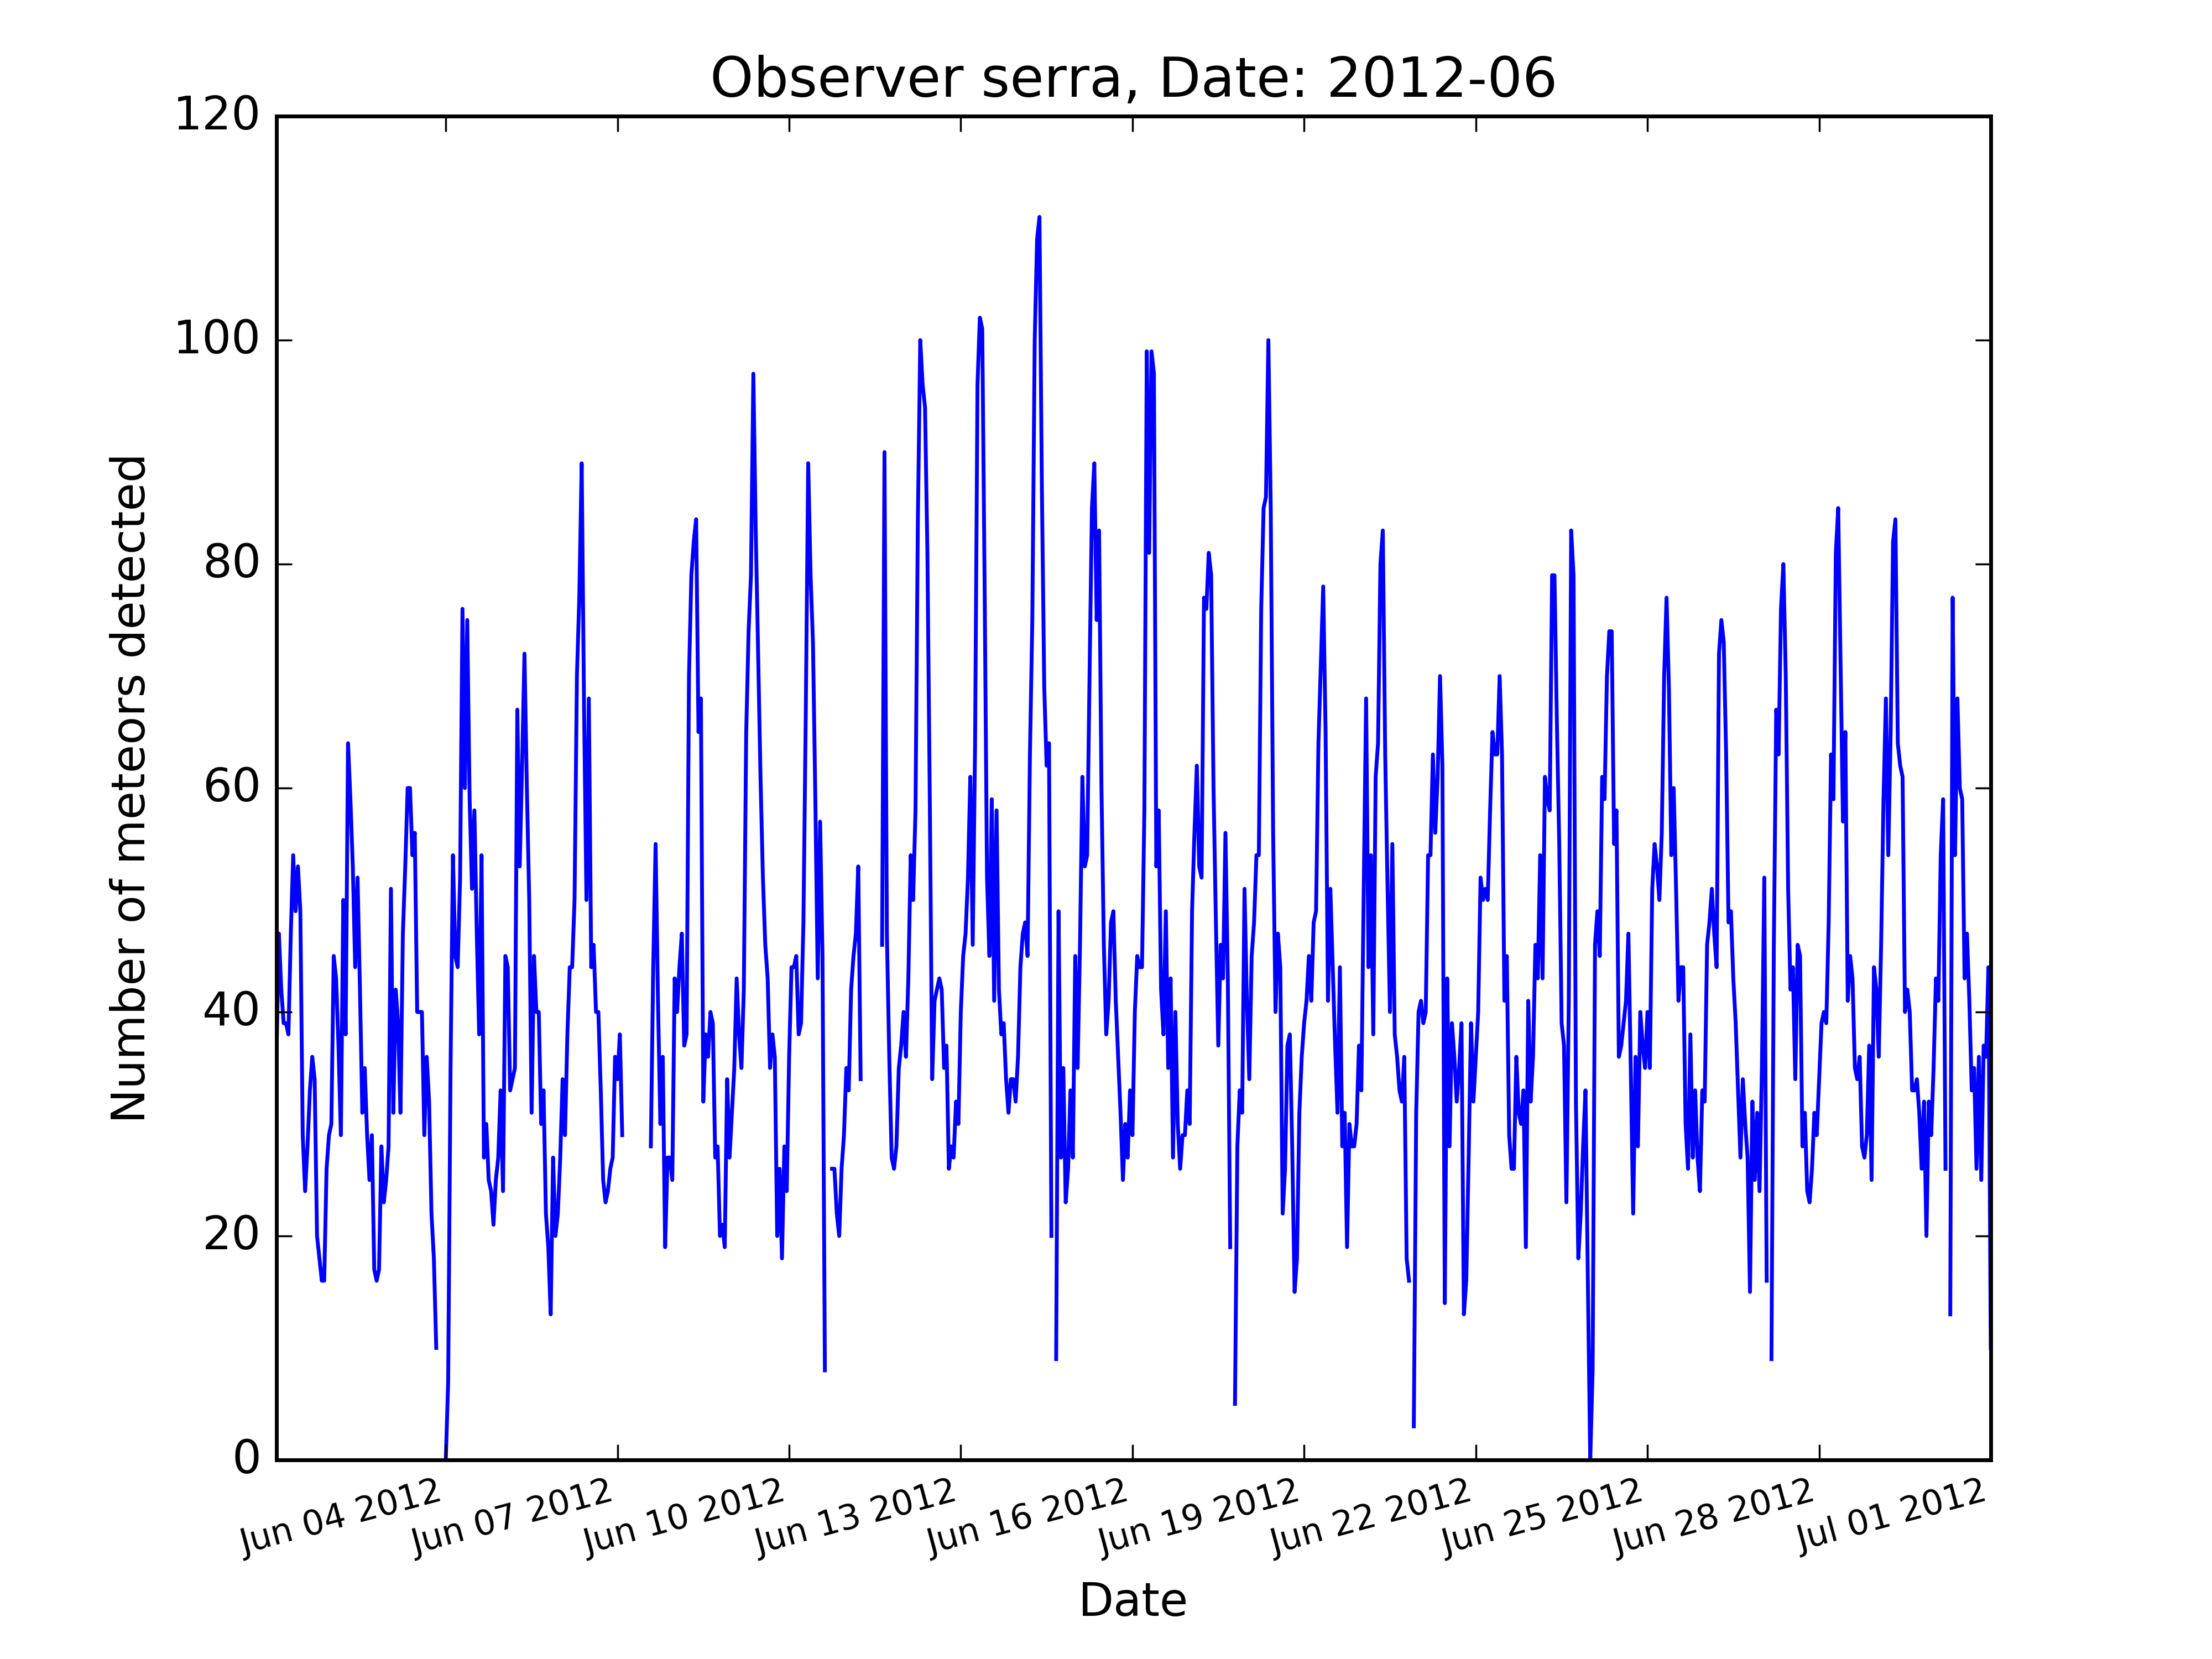 Observer serra, Date: 2012-06
120
100
80
60
40
20
0
Number of meteors detected
Jun 04 2012
Jun 07 2012
Jun 10 2012
Jun 13 2012
Jun 16 2012
Jun 19 2012
Jun 22 2012
Jun 25 2012
Jun 28 2012
Jul 01 2012
Date